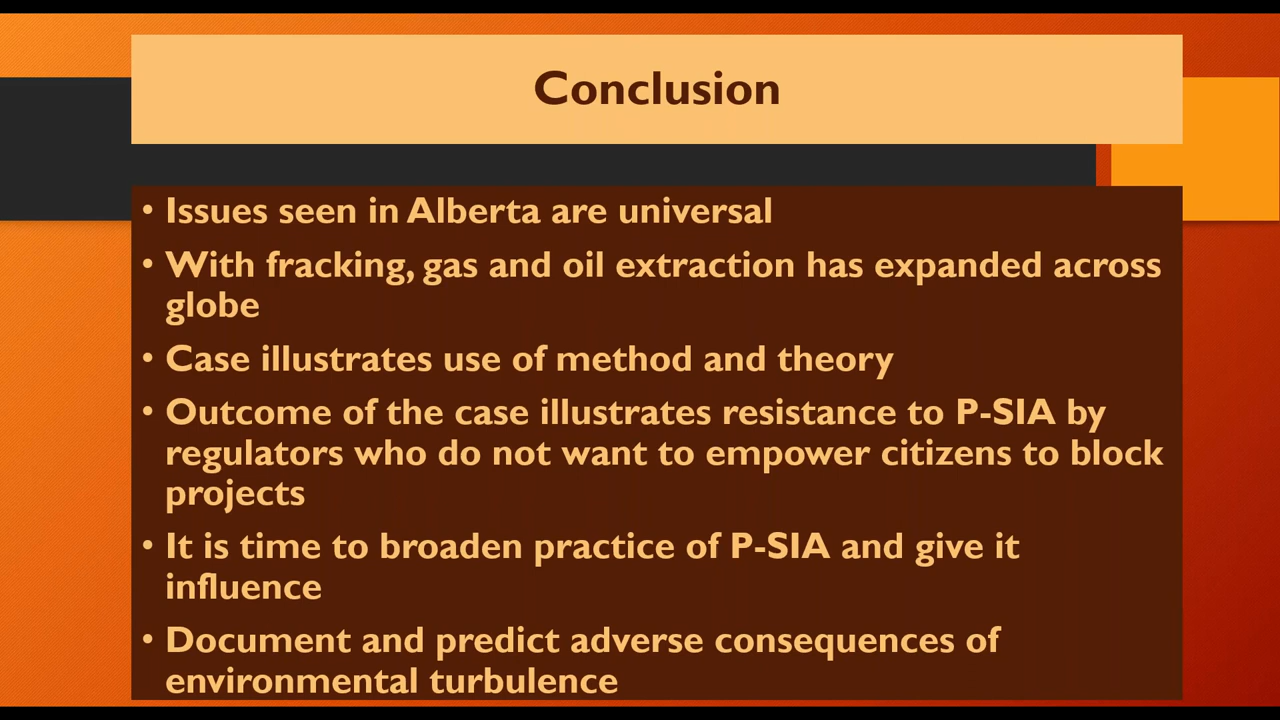 Conclusion
• Issues seen in Alberta are universal
• With fracking, gas and oil extraction has expanded across
globe
• Case illustrates use of method and theory
• Outcome of the case illustrates resistance to P-SIA by
regulators who do not want to empower citizens to block
projects
• It is time to broaden practice of P-SIA and give it
influence
• Document and predict adverse consequences of
environmental turbulence